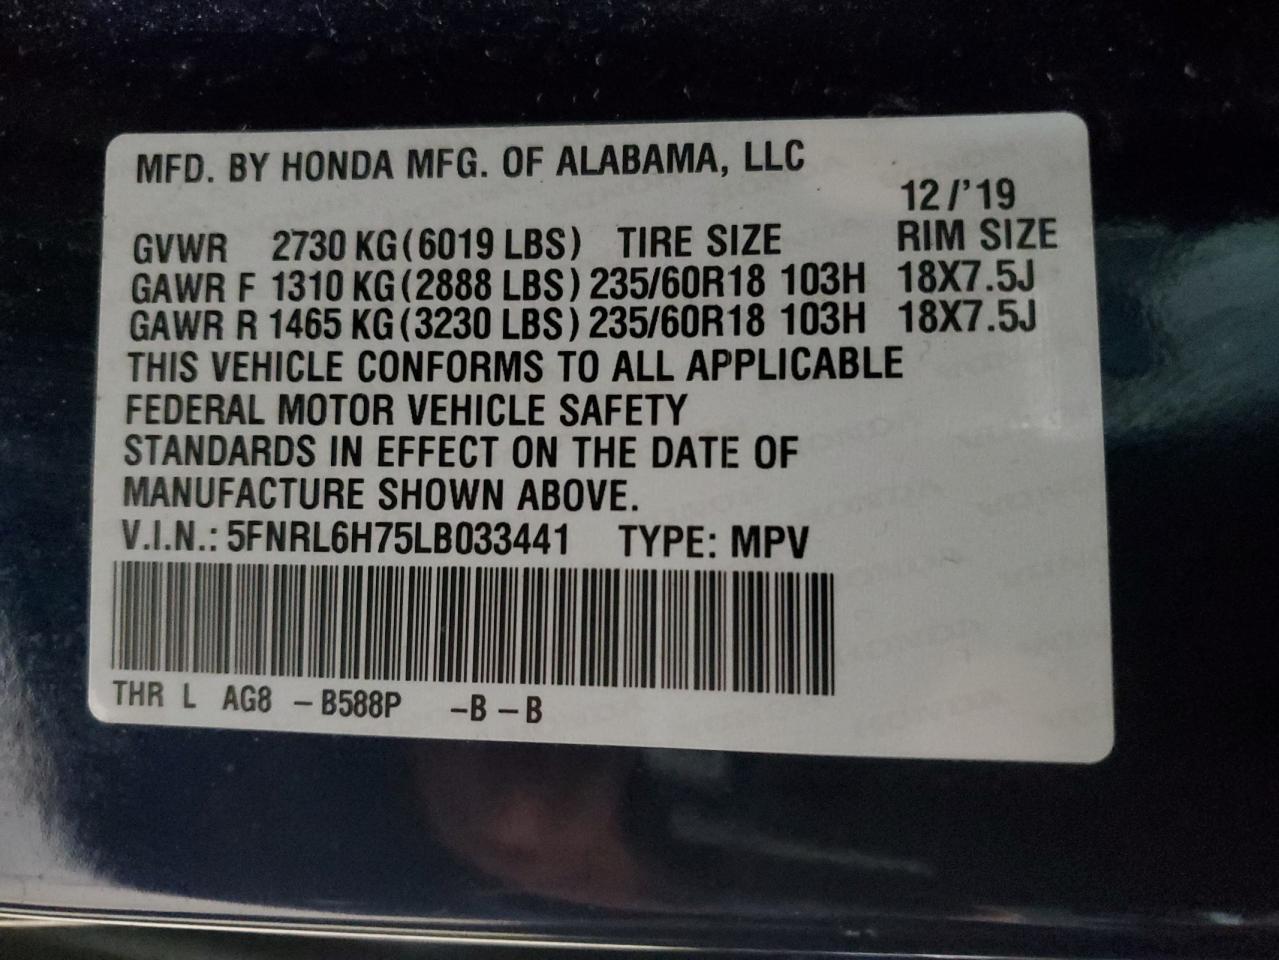 MFD. BY HONDA MFG. OF ALABAMA, LLC
12/'19
GVWR 2730 KG(6019 LBS) TIRE SIZE RIM SIZE
GAWR F 1310 KG(2888 LBS) 235/60R18 103H 18X7.5J
GAWR R 1465 KG(3230 LBS) 235/60R18 103H 18X7.5J
THIS VEHICLE CONFORMS TO ALL APPLICABLE
FEDERAL MOTOR VEHICLE SAFETY
STANDARDS IN EFFECT ON THE DATE OF
MANUFACTURE SHOWN ABOVE.
V.I.N.: 5FNRL6H75LB033441 TYPE: MPV
THR L AG8 -B588P -B-B